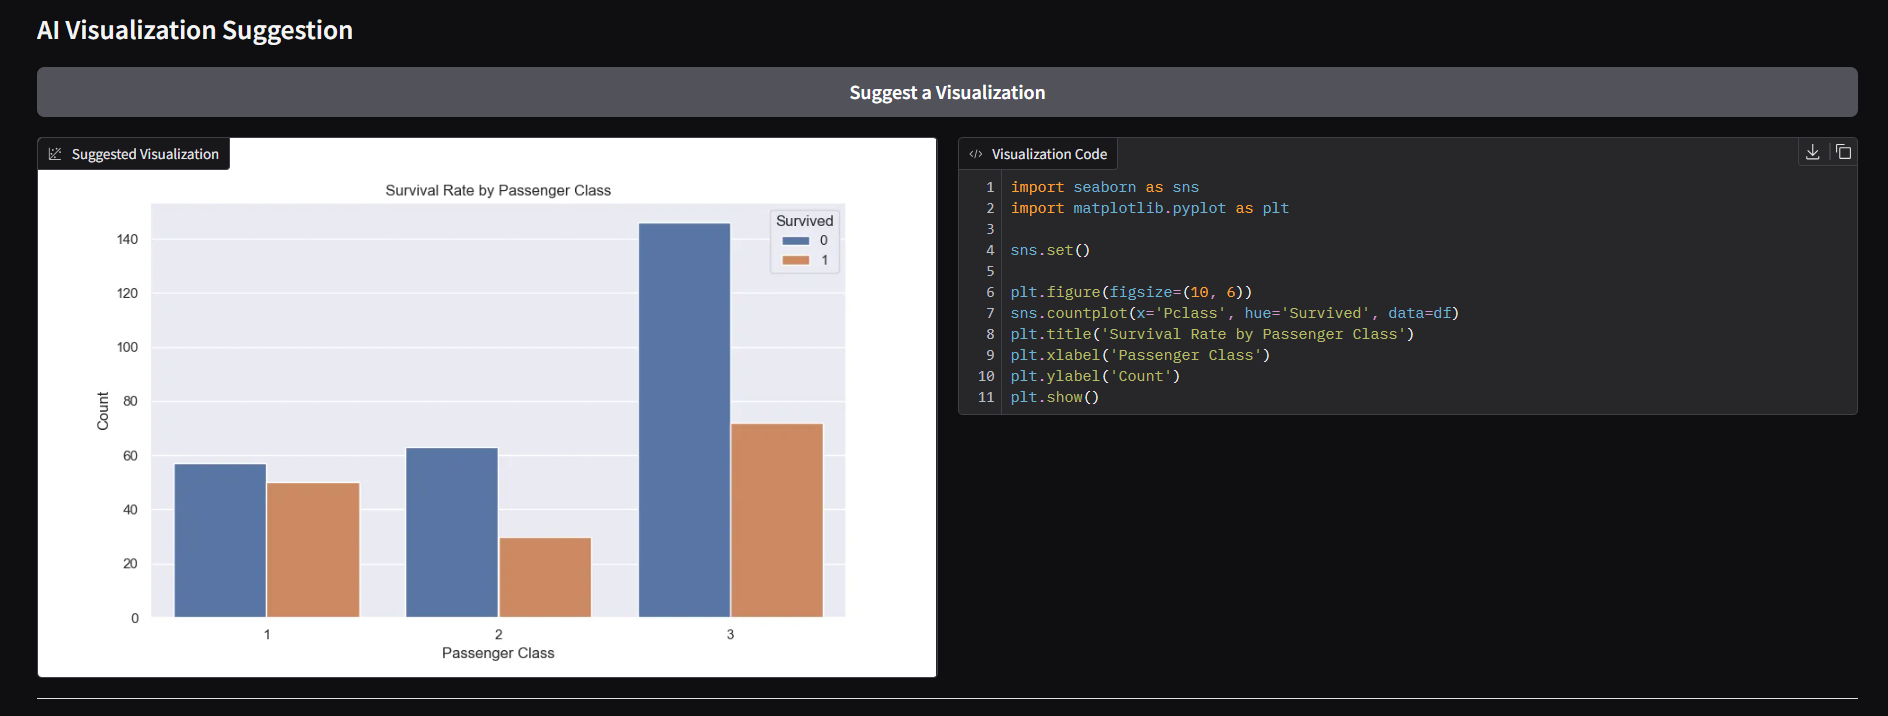 AI Visualization Suggestion
Suggest a Visualization
Suggested Visualization
Survival Rate by Passenger Class
Survived
0
1
140
120
100
80
60
40
20
0
Count
1 2 3
Passenger Class
Visualization Code
1 import seaborn as sns
2 import matplotlib.pyplot as plt
3
4 sns.set()
5
6 plt.figure(figsize=(10, 6))
7 sns.countplot(x='Pclass', hue='Survived', data=df)
8 plt.title('Survival Rate by Passenger Class')
9 plt.xlabel('Passenger Class')
10 plt.ylabel('Count')
11 plt.show()